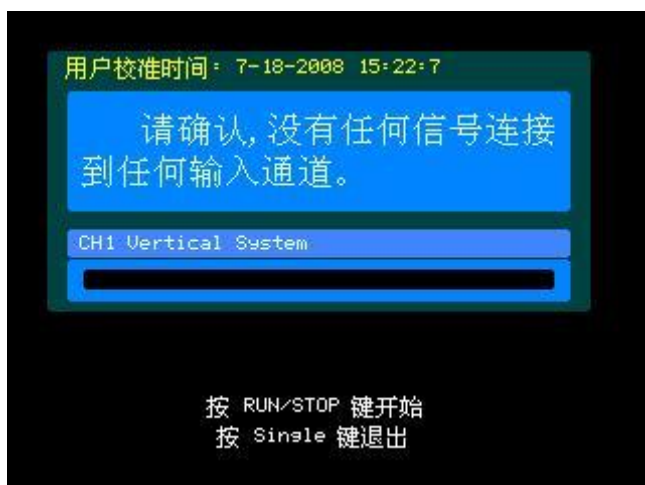 用户校准时间: 7-18-2008 15:22:7
请确认,没有任何信号连接
到任何输入通道。
CH1 Vertical System
按 RUN/STOP 键开始
按 Single 键退出